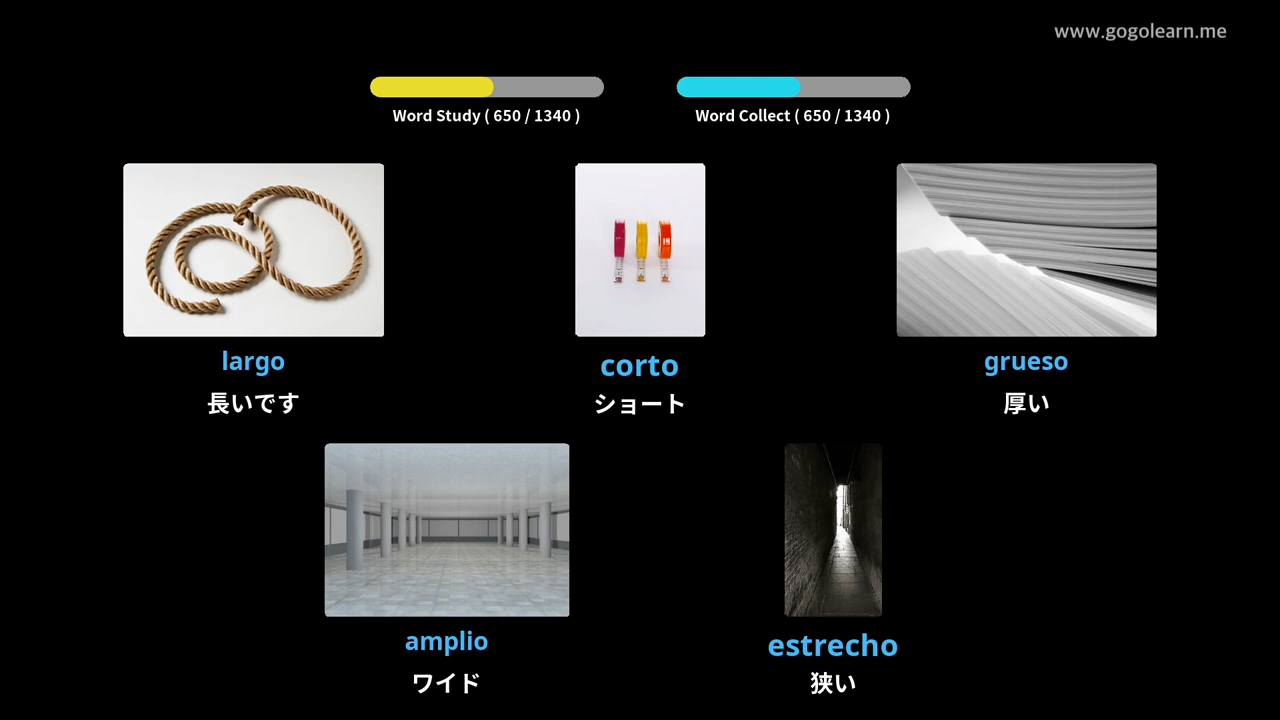 www.gogolearn.me
Word Study ( 650 / 1340 )
Word Collect ( 650 / 1340 )
largo
長いです
corto
ショート
grueso
厚い
amplio
ワイド
estrecho
狭い